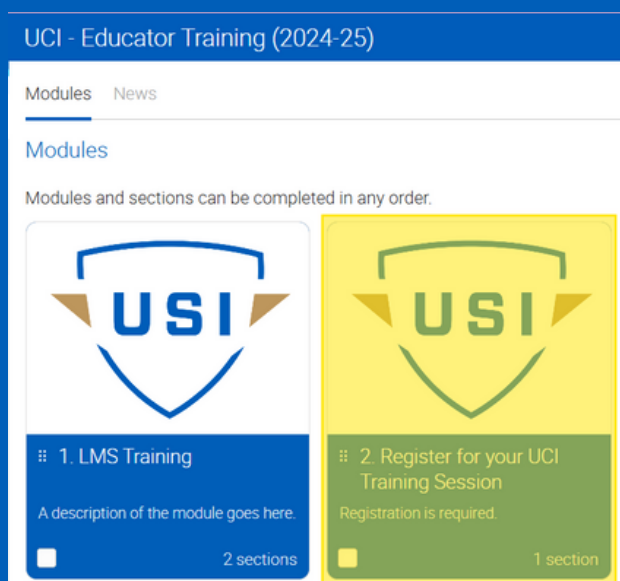 UCI - Educator Training (2024-25)
Modules News
Modules
Modules and sections can be completed in any order.
USI
1. LMS Training
A description of the module goes here.
2 sections
USI
2. Register for your UCI
Training Session
Registration is required.
1 section